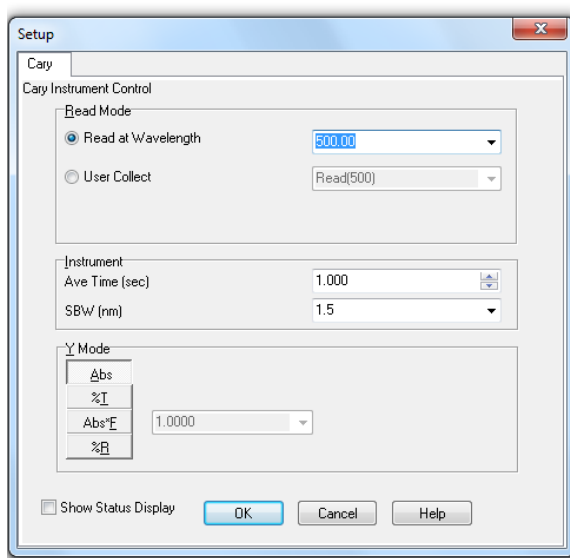 Setup
Cary
Cary Instrument Control
Read Mode
Read at Wavelength 500.00
User Collect Read(500)
Instrument
Ave Time (sec) 1.000
SBW (nm) 1.5
Y Mode
Abs
%T
Abs*F 1.0000
%R
Show Status Display OK Cancel Help